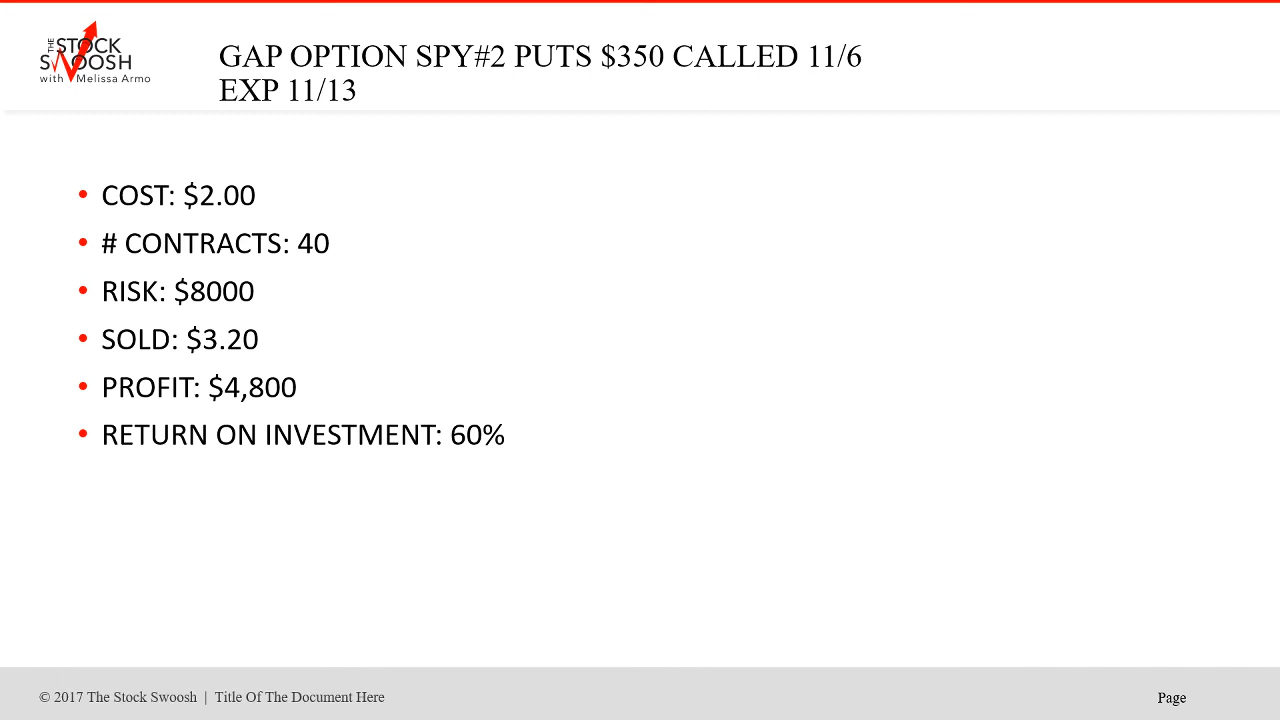 THE STOCK
SWOOSH
with Melissa Armo
GAP OPTION SPY#2 PUTS $350 CALLED 11/6
EXP 11/13
• COST: $2.00
• # CONTRACTS: 40
• RISK: $8000
• SOLD: $3.20
• PROFIT: $4,800
• RETURN ON INVESTMENT: 60%
© 2017 The Stock Swoosh | Title Of The Document Here
Page